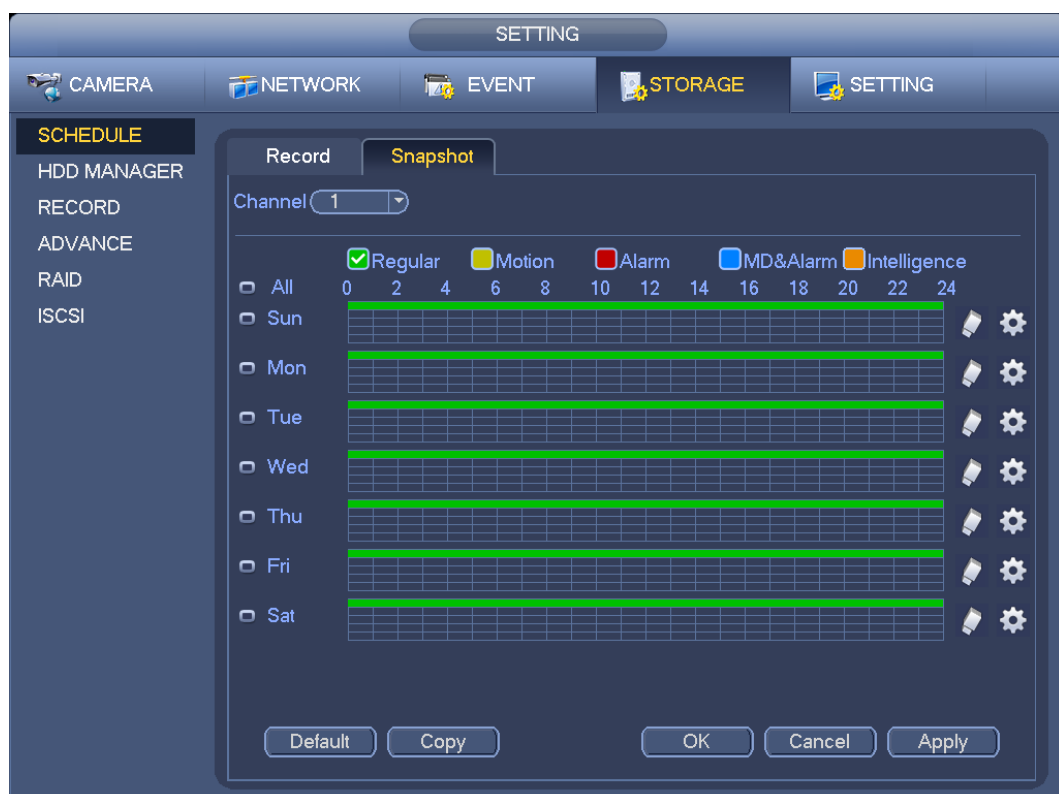 SETTING
CAMERA NETWORK EVENT STORAGE SETTING
SCHEDULE
HDD MANAGER
RECORD
ADVANCE
RAID
ISCSI
Record Snapshot
Channel 1
Regular Motion Alarm MD&Alarm Intelligence
All 0 2 4 6 8 10 12 14 16 18 20 22 24
Sun
Mon
Tue
Wed
Thu
Fri
Sat
Default Copy OK Cancel Apply